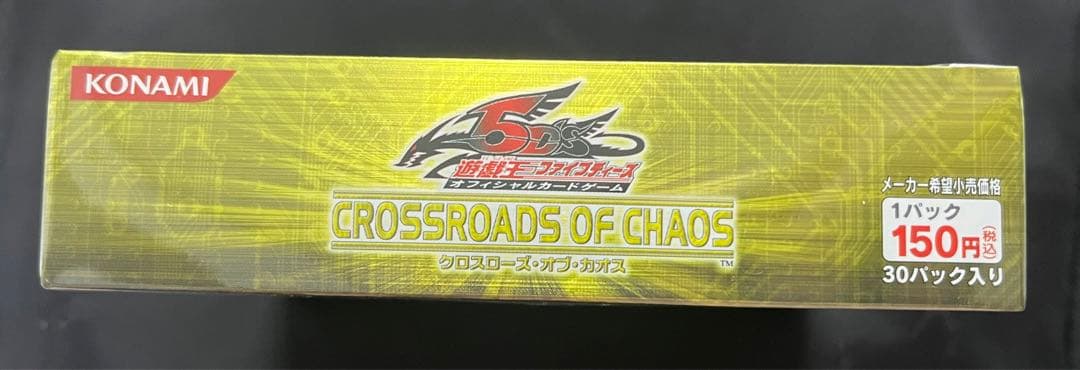 KONAMI
5D's
遊戯王ファイブディーズ
オフィシャルカードゲーム
CROSSROADS OF CHAOS
クロスローズ・オブ・カオス
TM
メーカー希望小売価格
1パック
150円(税込)
30パック入り